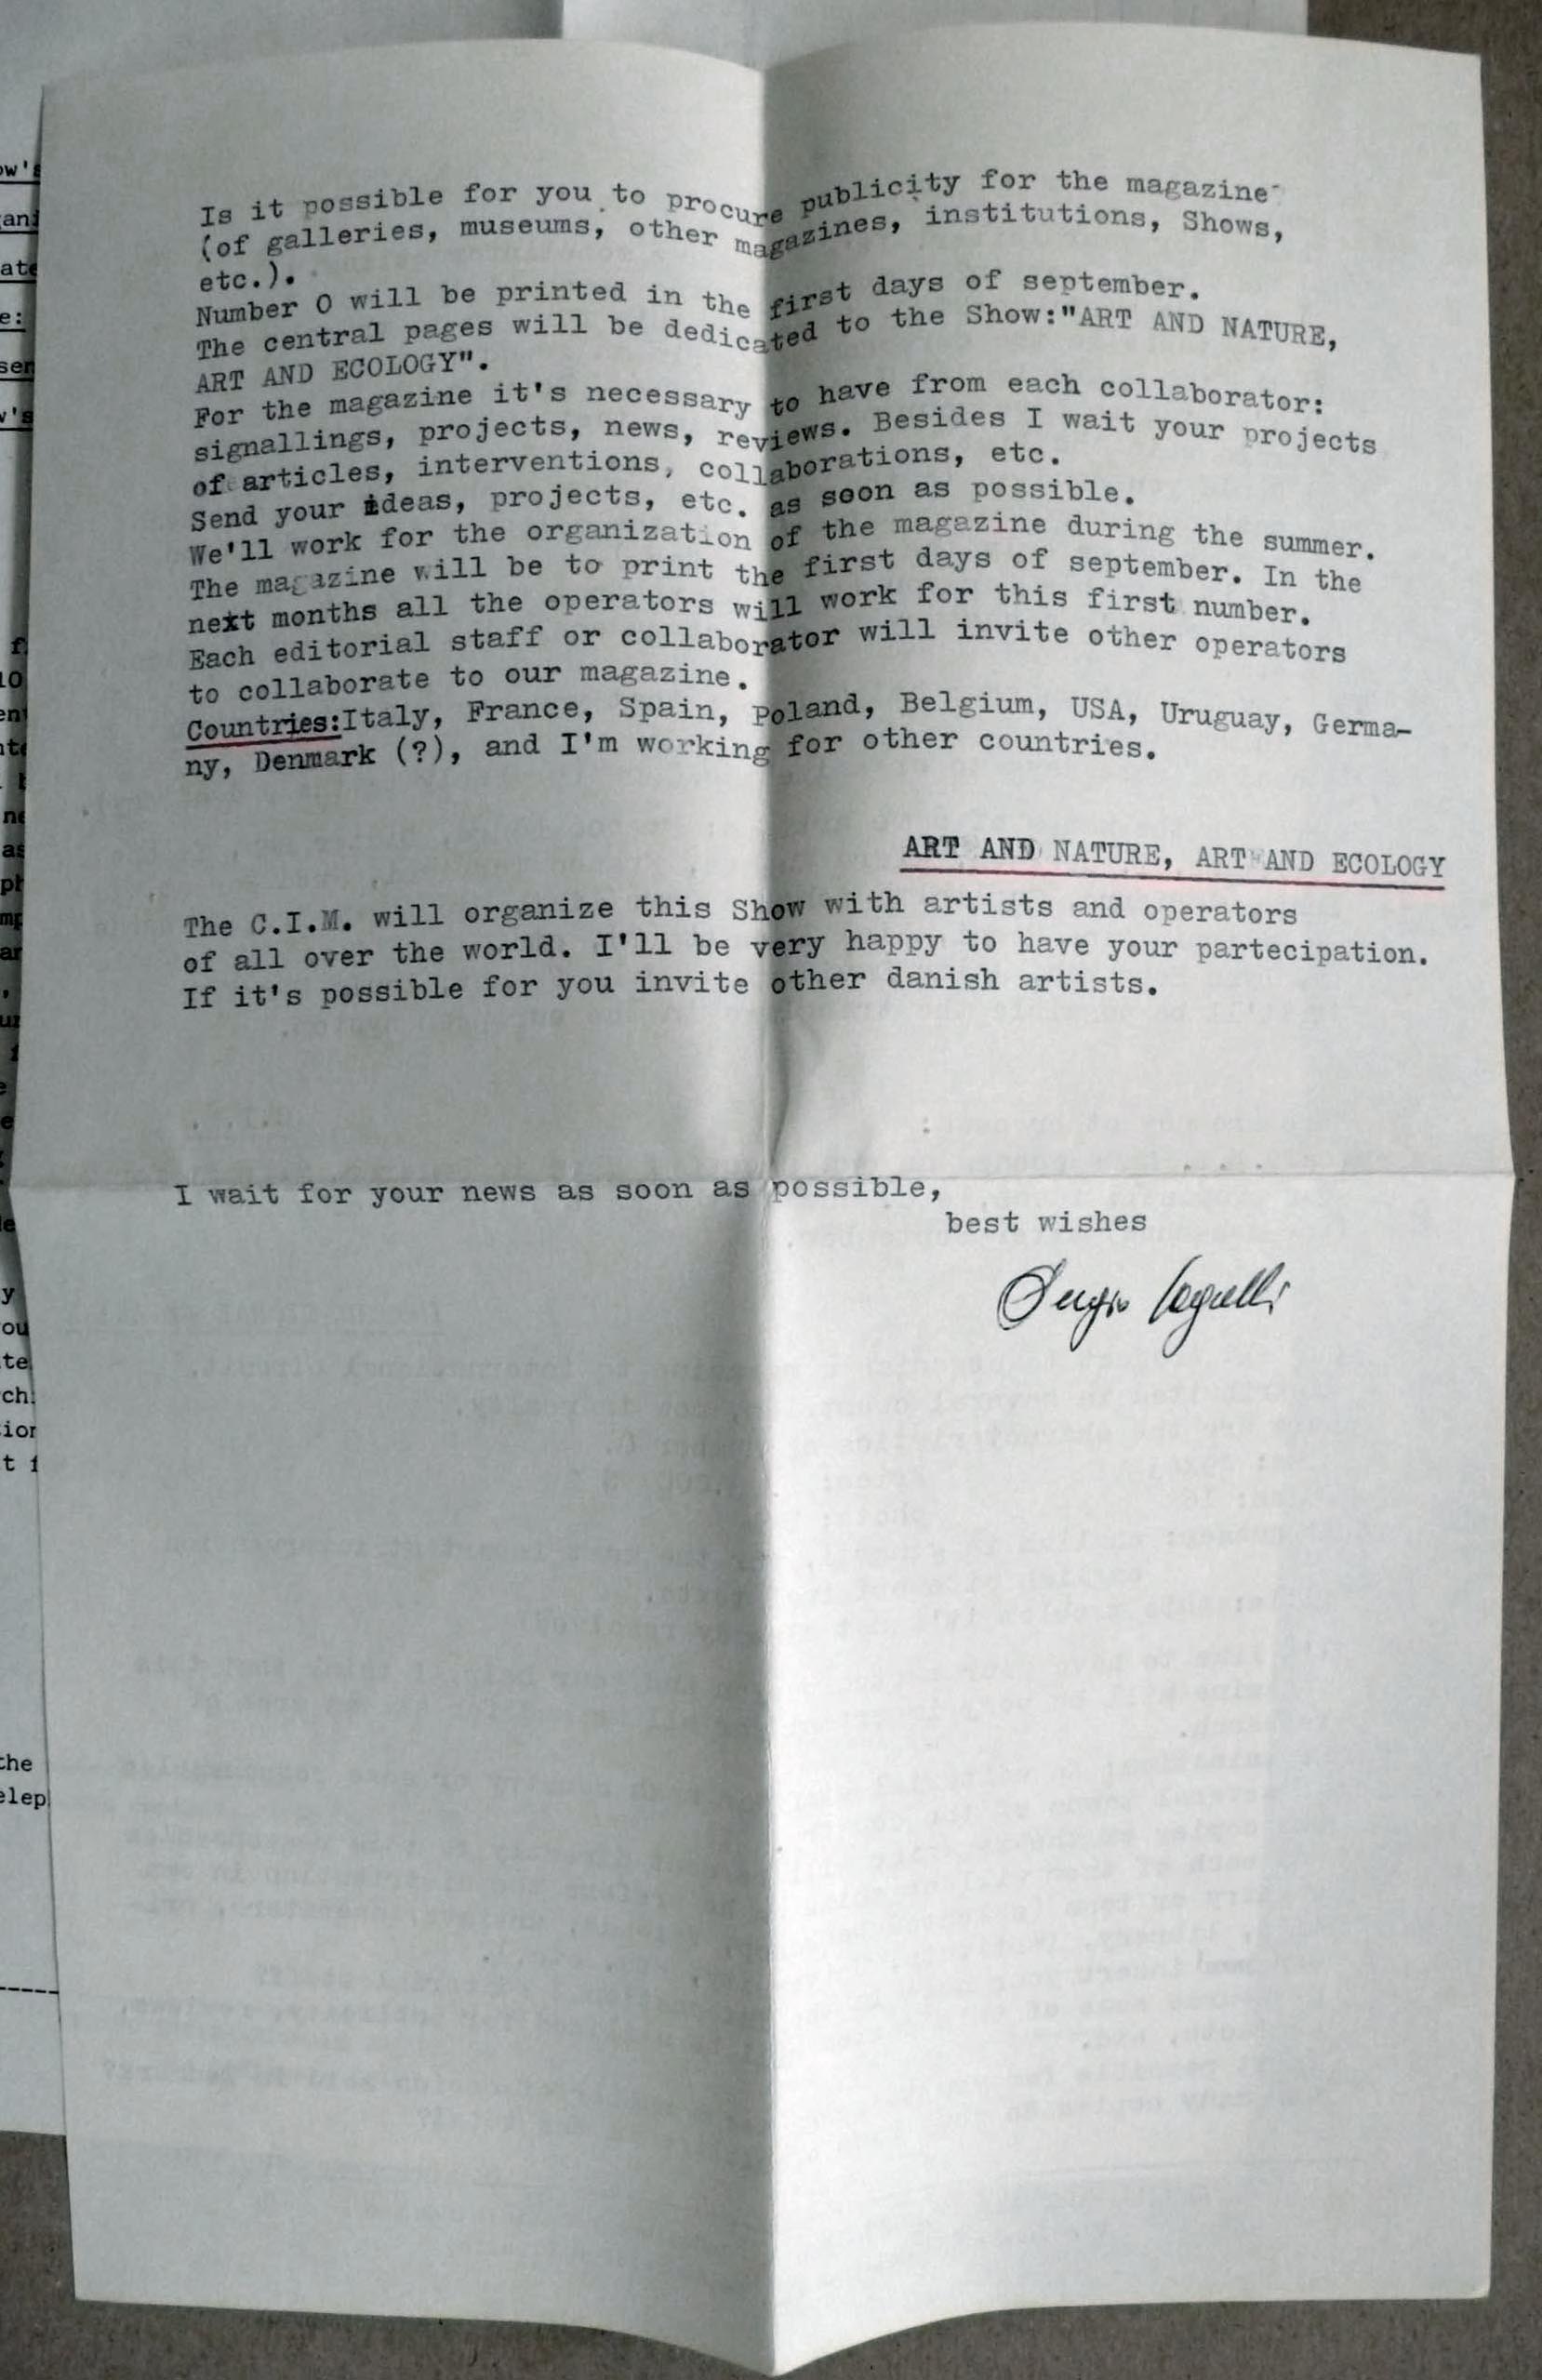 Is it possible for you to procure publicity for the magazine
(of galleries, museums, other magazines, institutions, Shows,
etc.).
Number 0 will be printed in the first days of september.
The central pages will be dedicated to the Show:"ART AND NATURE,
ART AND ECOLOGY".
For the magazine it's necessary to have from each collaborator:
signallings, projects, news, reviews. Besides I wait your projects
of articles, interventions, collaborations, etc.
Send your ideas, projects, etc. as soon as possible.
We'll work for the organization of the magazine during the summer.
The magazine will be to print the first days of september. In the
next months all the operators will work for this first number.
Each editorial staff or collaborator will invite other operators
to collaborate to our magazine.
Countries:Italy, France, Spain, Poland, Belgium, USA, Uruguay, Germa-
ny, Denmark (?), and I'm working for other countries.
ART AND NATURE, ART AND ECOLOGY
The C.I.M. will organize this Show with artists and operators
of all over the world. I'll be very happy to have your partecipation.
If it's possible for you invite other danish artists.
I wait for your news as soon as possible,
best wishes